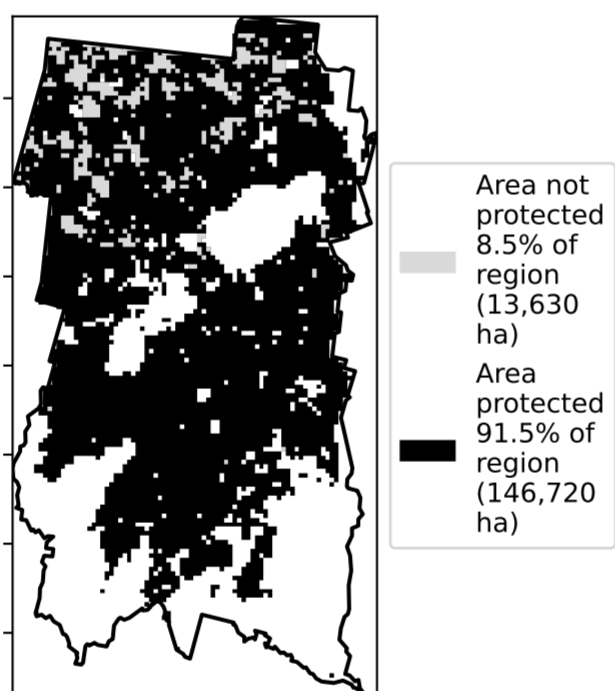 Area not
protected
8.5% of
region
(13,630
ha)
Area
protected
91.5% of
region
(146,720
ha)